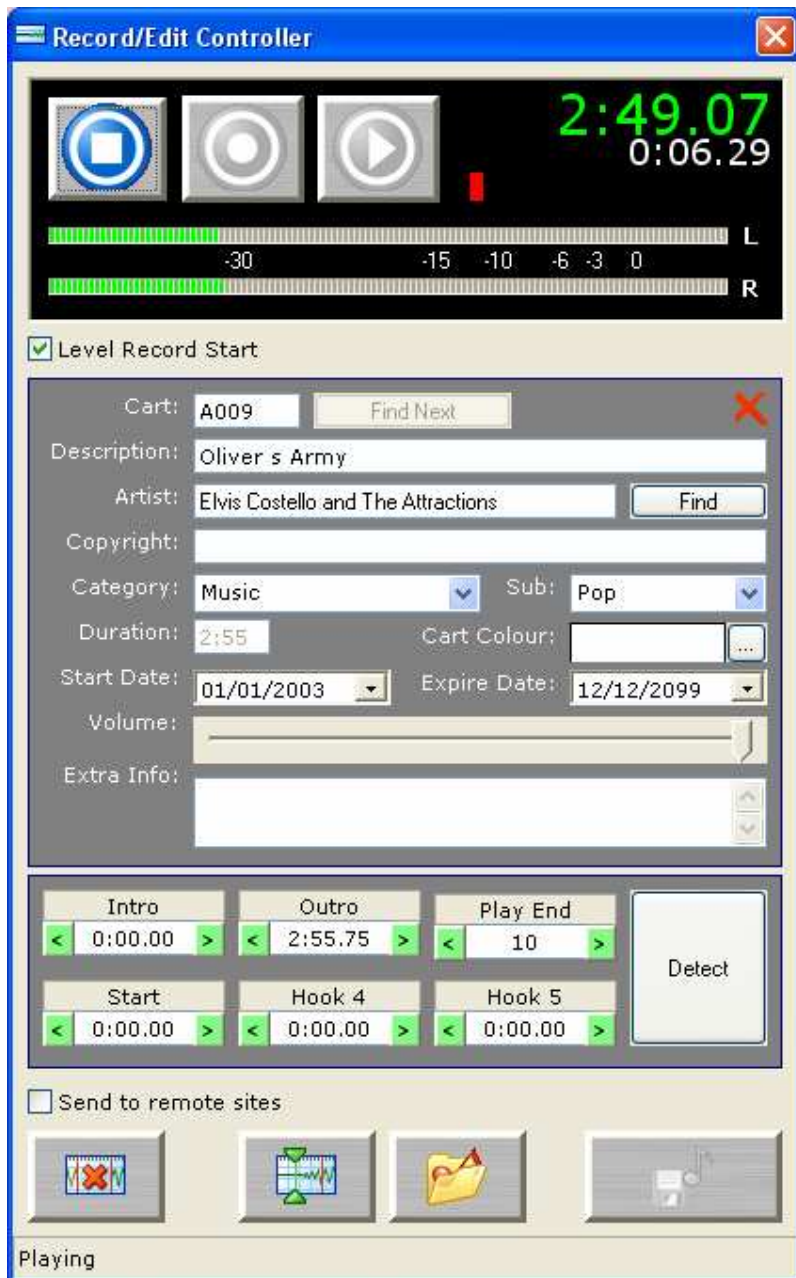 Record/Edit Controller
2:49.07
0:06.29
L
-30 -15 -10 -6 -3 0
R
Level Record Start
Cart: A009 Find Next
Description: Oliver s Army
Artist: Elvis Costello and The Attractions Find
Copyright:
Category: Music Sub: Pop
Duration: 2:55 Cart Colour: ...
Start Date: 01/01/2003 Expire Date: 12/12/2099
Volume:
Extra Info:
Intro Outro Play End
< 0:00.00 > < 2:55.75 > < 10 >
Detect
Start Hook 4 Hook 5
< 0:00.00 > < 0:00.00 > < 0:00.00 >
Send to remote sites
Playing